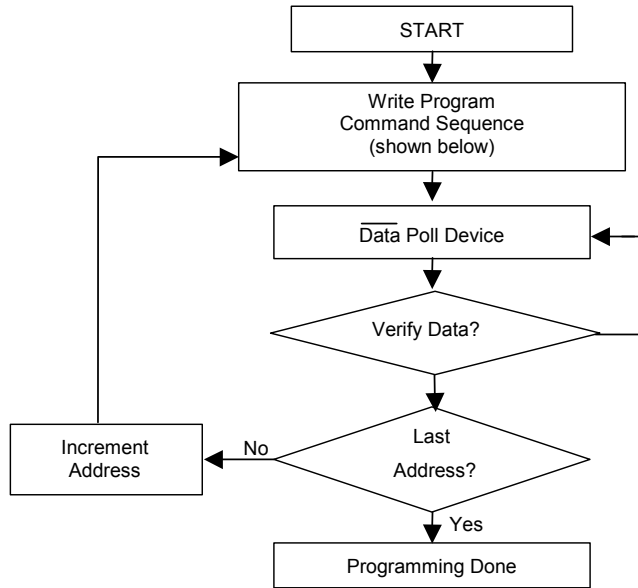 START
Write Program
Command Sequence
(shown below)
Data Poll Device
Verify Data?
Last
Address?
No
Increment
Address
Yes
Programming Done